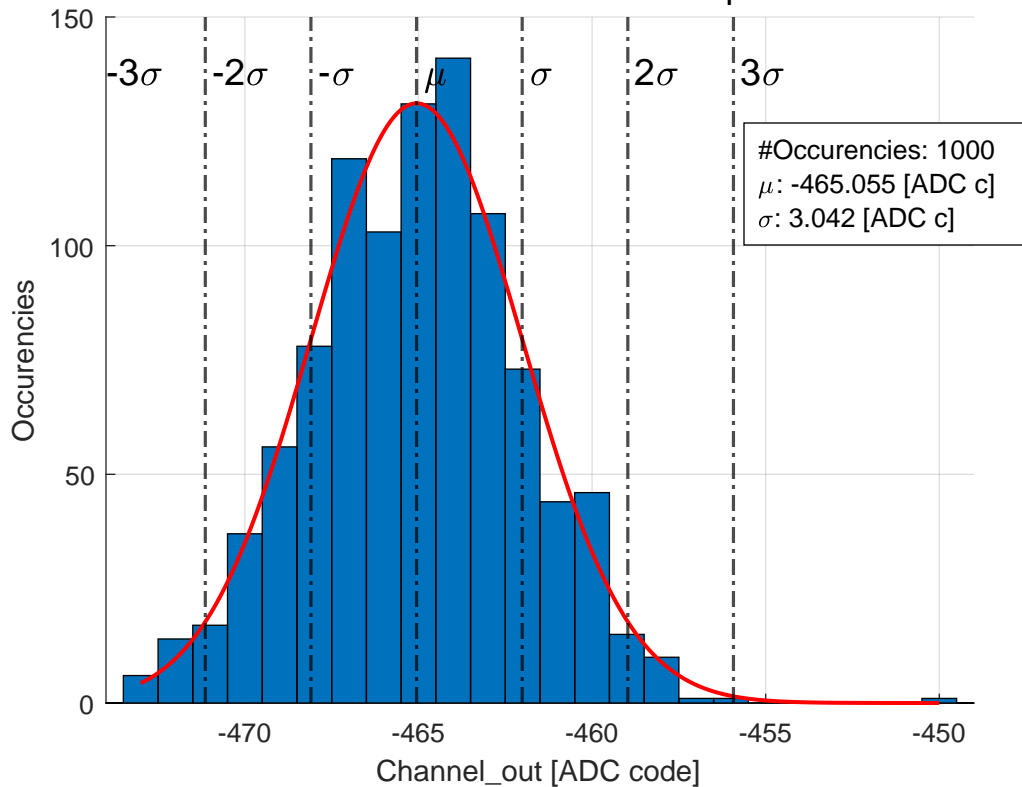 150
100
50
0
-3σ
-2σ
-σ
μ
σ
2σ
3σ
#Occurencies: 1000
μ: -465.055 [ADC c]
σ: 3.042 [ADC c]
Occurencies
-470
-465
-460
-455
-450
Channel_out [ADC code]